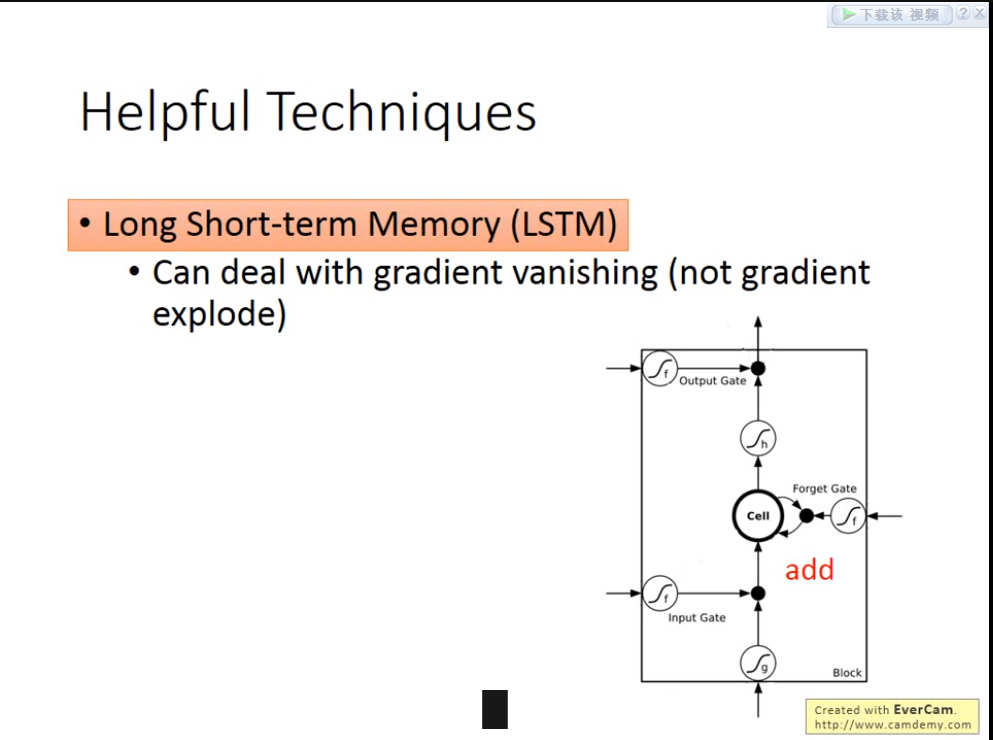 下载该 视频 ? X
Helpful Techniques
• Long Short-term Memory (LSTM)
• Can deal with gradient vanishing (not gradient
explode)
f
Output Gate
h
Forget Gate
Cell
f
add
f
Input Gate
g
Block
Created with EverCam.
http://www.camdemy.com